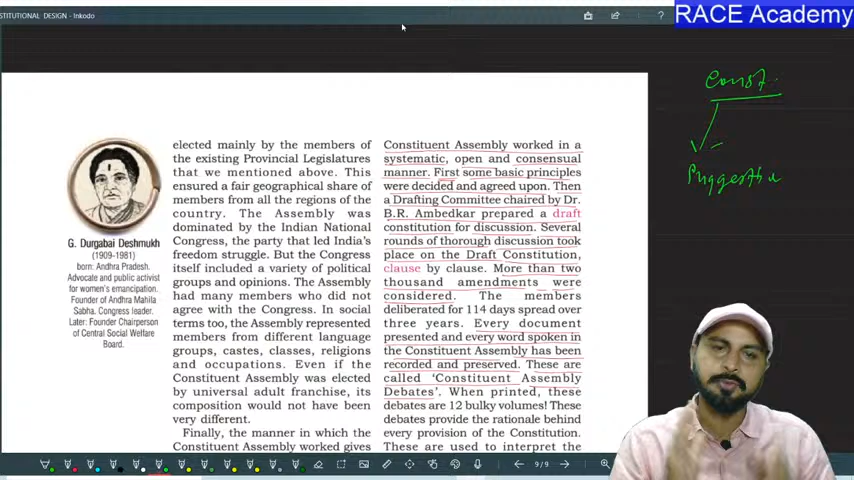 STITUTIONAL DESIGN - Inkodo
RACE Academy
Const.
elected mainly by the members of
the existing Provincial Legislatures
that we mentioned above. This
ensured a fair geographical share of
members from all the regions of the
country. The Assembly was
dominated by the Indian National
Congress, the party that led India's
freedom struggle. But the Congress
itself included a variety of political
groups and opinions. The Assembly
had many members who did not
agree with the Congress. In social
terms too, the Assembly represented
members from different language
groups, castes, classes, religions
and occupations. Even if the
Constituent Assembly was elected
by universal adult franchise, its
composition would not have been
very different.
Finally, the manner in which the
Constituent Assembly worked gives
G. Durgabai Deshmukh
(1909-1981)
born: Andhra Pradesh.
Advocate and public activist
for women's emancipation.
Founder of Andhra Mahila
Sabha. Congress leader.
Later: Founder Chairperson
of Central Social Welfare
Board.
Constituent Assembly worked in a
systematic, open and consensual
manner. First some basic principles
were decided and agreed upon. Then
a Drafting Committee chaired by Dr.
B.R. Ambedkar prepared a draft
constitution for discussion. Several
rounds of thorough discussion took
place on the Draft Constitution,
clause by clause. More than two
thousand amendments were
considered. The members
deliberated for 114 days spread over
three years. Every document
presented and every word spoken in
the Constituent Assembly has been
recorded and preserved. These are
called 'Constituent Assembly
Debates'. When printed, these
debates are 12 bulky volumes! These
debates provide the rationale behind
every provision of the Constitution.
These are used to interpret the
9/9